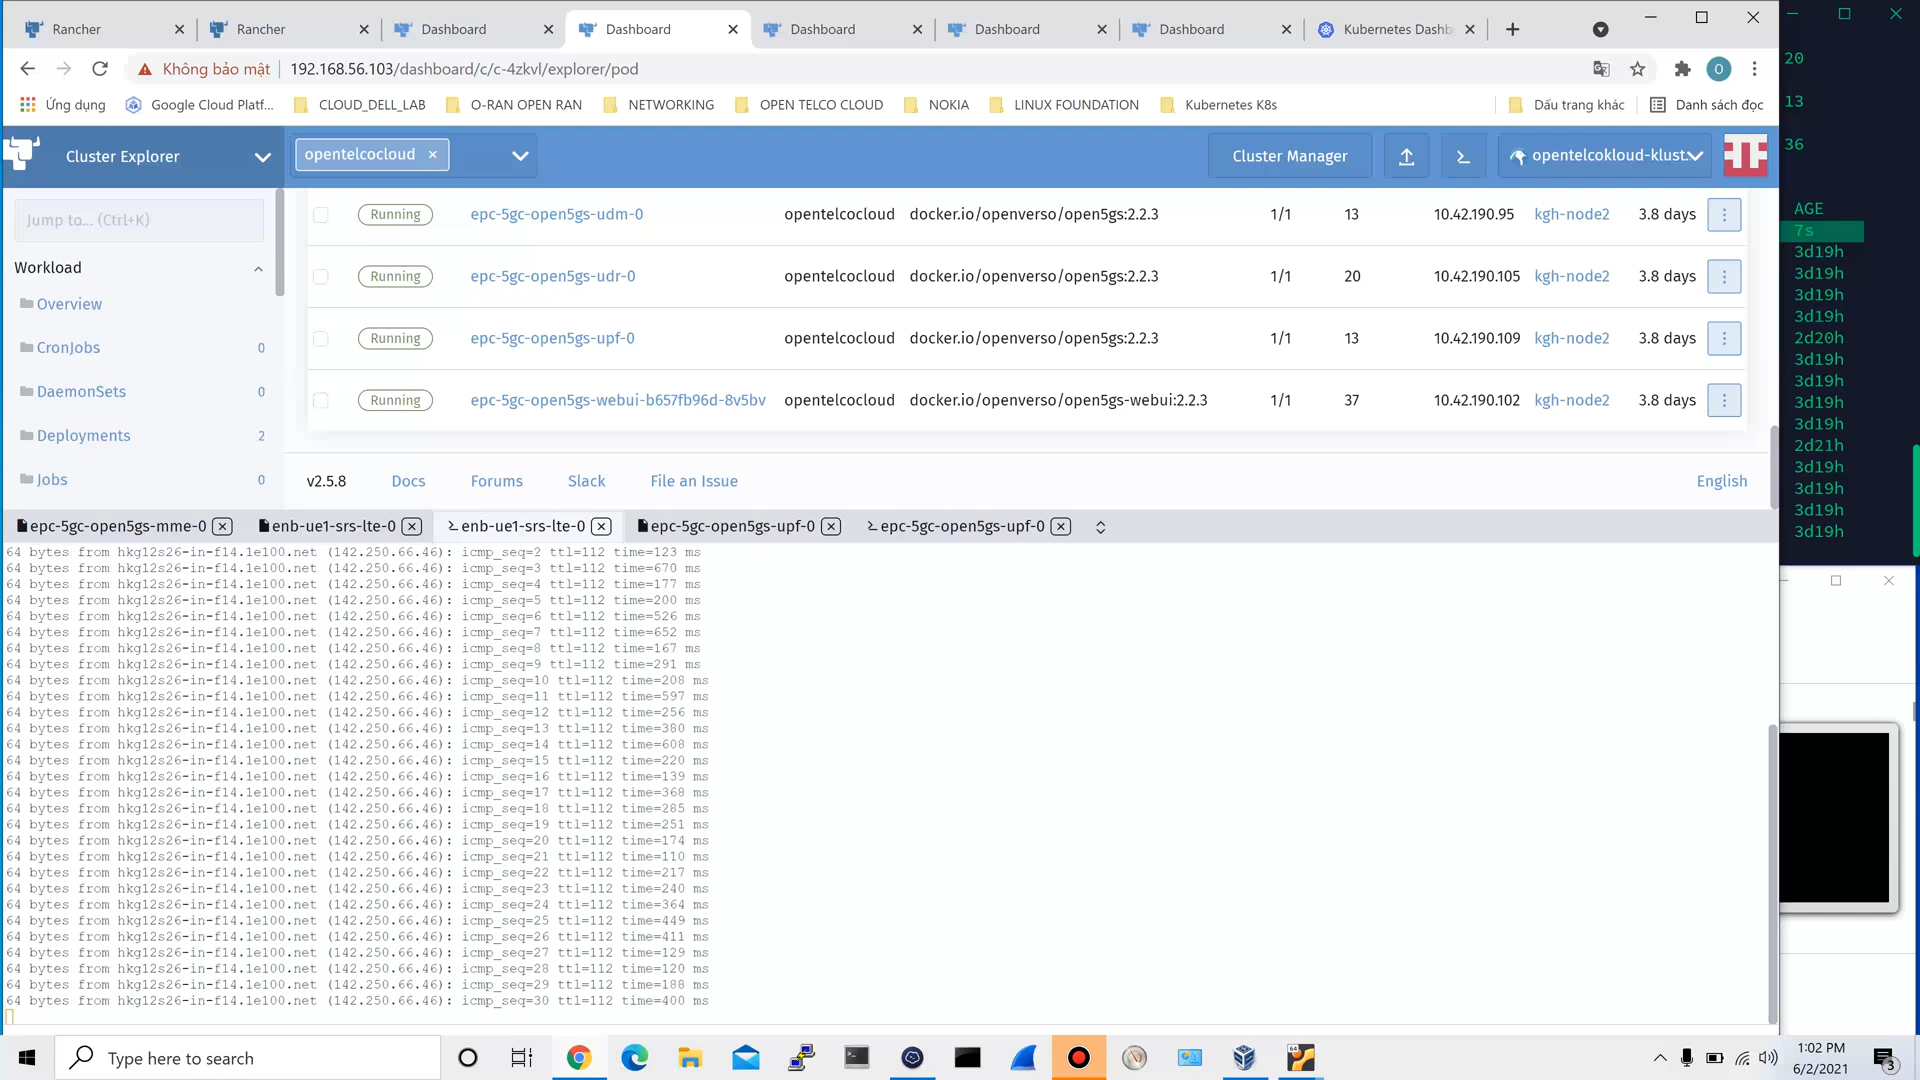 Rancher
Rancher
Dashboard
Dashboard
Dashboard
Dashboard
Dashboard
Kubernetes Dashb
Không bảo mật
192.168.56.103/dashboard/c/c-4zkvl/explorer/pod
O
Ứng dụng
Google Cloud Platf...
CLOUD_DELL_LAB
O-RAN OPEN RAN
NETWORKING
OPEN TELCO CLOUD
NOKIA
LINUX FOUNDATION
Kubernetes K8s
Dấu trang khác
Danh sách đọc
Cluster Explorer
opentelcocloud
Cluster Manager
opentelcokloud-klust
Jump to... (Ctrl+K)
Workload
Overview
CronJobs 0
DaemonSets 0
Deployments 2
Jobs 0
Running epc-5gc-open5gs-udm-0 opentelcocloud docker.io/openverso/open5gs:2.2.3 1/1 13 10.42.190.95 kgh-node2 3.8 days
Running epc-5gc-open5gs-udr-0 opentelcocloud docker.io/openverso/open5gs:2.2.3 1/1 20 10.42.190.105 kgh-node2 3.8 days
Running epc-5gc-open5gs-upf-0 opentelcocloud docker.io/openverso/open5gs:2.2.3 1/1 13 10.42.190.109 kgh-node2 3.8 days
Running epc-5gc-open5gs-webui-b657fb96d-8v5bv opentelcocloud docker.io/openverso/open5gs-webui:2.2.3 1/1 37 10.42.190.102 kgh-node2 3.8 days
v2.5.8 Docs Forums Slack File an Issue English
epc-5gc-open5gs-mme-0
enb-ue1-srs-lte-0
enb-ue1-srs-lte-0
epc-5gc-open5gs-upf-0
epc-5gc-open5gs-upf-0
64 bytes from hkg12s26-in-f14.1e100.net (142.250.66.46): icmp_seq=2 ttl=112 time=123 ms
64 bytes from hkg12s26-in-f14.1e100.net (142.250.66.46): icmp_seq=3 ttl=112 time=670 ms
64 bytes from hkg12s26-in-f14.1e100.net (142.250.66.46): icmp_seq=4 ttl=112 time=177 ms
64 bytes from hkg12s26-in-f14.1e100.net (142.250.66.46): icmp_seq=5 ttl=112 time=200 ms
64 bytes from hkg12s26-in-f14.1e100.net (142.250.66.46): icmp_seq=6 ttl=112 time=526 ms
64 bytes from hkg12s26-in-f14.1e100.net (142.250.66.46): icmp_seq=7 ttl=112 time=652 ms
64 bytes from hkg12s26-in-f14.1e100.net (142.250.66.46): icmp_seq=8 ttl=112 time=167 ms
64 bytes from hkg12s26-in-f14.1e100.net (142.250.66.46): icmp_seq=9 ttl=112 time=291 ms
64 bytes from hkg12s26-in-f14.1e100.net (142.250.66.46): icmp_seq=10 ttl=112 time=208 ms
64 bytes from hkg12s26-in-f14.1e100.net (142.250.66.46): icmp_seq=11 ttl=112 time=597 ms
64 bytes from hkg12s26-in-f14.1e100.net (142.250.66.46): icmp_seq=12 ttl=112 time=256 ms
64 bytes from hkg12s26-in-f14.1e100.net (142.250.66.46): icmp_seq=13 ttl=112 time=380 ms
64 bytes from hkg12s26-in-f14.1e100.net (142.250.66.46): icmp_seq=14 ttl=112 time=608 ms
64 bytes from hkg12s26-in-f14.1e100.net (142.250.66.46): icmp_seq=15 ttl=112 time=220 ms
64 bytes from hkg12s26-in-f14.1e100.net (142.250.66.46): icmp_seq=16 ttl=112 time=139 ms
64 bytes from hkg12s26-in-f14.1e100.net (142.250.66.46): icmp_seq=17 ttl=112 time=368 ms
64 bytes from hkg12s26-in-f14.1e100.net (142.250.66.46): icmp_seq=18 ttl=112 time=285 ms
64 bytes from hkg12s26-in-f14.1e100.net (142.250.66.46): icmp_seq=19 ttl=112 time=251 ms
64 bytes from hkg12s26-in-f14.1e100.net (142.250.66.46): icmp_seq=20 ttl=112 time=174 ms
64 bytes from hkg12s26-in-f14.1e100.net (142.250.66.46): icmp_seq=21 ttl=112 time=110 ms
64 bytes from hkg12s26-in-f14.1e100.net (142.250.66.46): icmp_seq=22 ttl=112 time=217 ms
64 bytes from hkg12s26-in-f14.1e100.net (142.250.66.46): icmp_seq=23 ttl=112 time=240 ms
64 bytes from hkg12s26-in-f14.1e100.net (142.250.66.46): icmp_seq=24 ttl=112 time=364 ms
64 bytes from hkg12s26-in-f14.1e100.net (142.250.66.46): icmp_seq=25 ttl=112 time=449 ms
64 bytes from hkg12s26-in-f14.1e100.net (142.250.66.46): icmp_seq=26 ttl=112 time=411 ms
64 bytes from hkg12s26-in-f14.1e100.net (142.250.66.46): icmp_seq=27 ttl=112 time=129 ms
64 bytes from hkg12s26-in-f14.1e100.net (142.250.66.46): icmp_seq=28 ttl=112 time=120 ms
64 bytes from hkg12s26-in-f14.1e100.net (142.250.66.46): icmp_seq=29 ttl=112 time=188 ms
64 bytes from hkg12s26-in-f14.1e100.net (142.250.66.46): icmp_seq=30 ttl=112 time=400 ms
20
13
36
AGE
7s
3d19h
3d19h
3d19h
3d19h
2d20h
3d19h
3d19h
3d19h
3d19h
2d21h
3d19h
3d19h
3d19h
3d19h
Type here to search
64
1:02 PM
6/2/2021
3